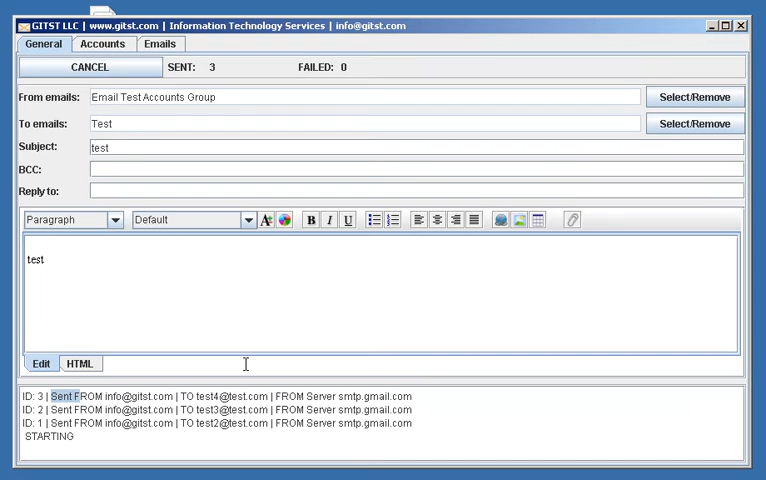 GITST LLC | www.gitst.com | Information Technology Services | info@gitst.com
General Accounts Emails
CANCEL SENT: 3 FAILED: 0
From emails: Email Test Accounts Group Select/Remove
To emails: Test Select/Remove
Subject: test
BCC:
Reply to:
Paragraph Default A B I U
test
Edit HTML
ID: 3 | Sent FROM info@gitst.com | TO test4@test.com | FROM Server smtp.gmail.com
ID: 2 | Sent FROM info@gitst.com | TO test3@test.com | FROM Server smtp.gmail.com
ID: 1 | Sent FROM info@gitst.com | TO test2@test.com | FROM Server smtp.gmail.com
STARTING